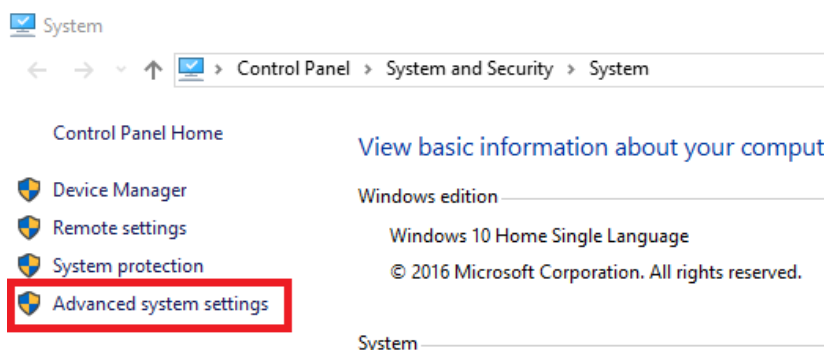 System
Control Panel > System and Security > System
Control Panel Home
Device Manager
Remote settings
System protection
Advanced system settings
View basic information about your comput
Windows edition
Windows 10 Home Single Language
© 2016 Microsoft Corporation. All rights reserved.
System